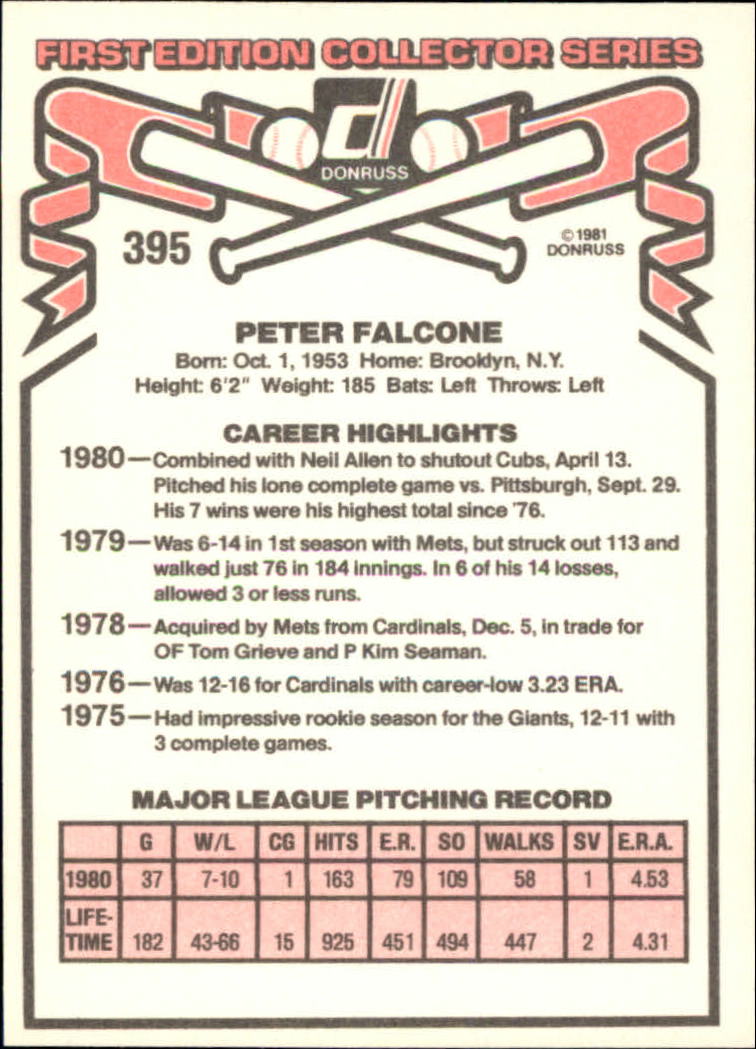 FIRST EDITION COLLECTOR SERIES
d
DONRUSS
395
©1981
DONRUSS
PETER FALCONE
Born: Oct. 1, 1953 Home: Brooklyn, N.Y.
Height: 6'2" Weight: 185 Bats: Left Throws: Left
CAREER HIGHLIGHTS
1980—Combined with Neil Allen to shutout Cubs, April 13.
Pitched his lone complete game vs. Pittsburgh, Sept. 29.
His 7 wins were his highest total since '76.
1979—Was 6-14 in 1st season with Mets, but struck out 113 and
walked just 76 in 184 innings. In 6 of his 14 losses,
allowed 3 or less runs.
1978—Acquired by Mets from Cardinals, Dec. 5, in trade for
OF Tom Grieve and P Kim Seaman.
1976—Was 12-16 for Cardinals with career-low 3.23 ERA.
1975—Had impressive rookie season for the Giants, 12-11 with
3 complete games.
MAJOR LEAGUE PITCHING RECORD
G W/L CG HITS E.R. SO WALKS SV E.R.A.
1980 37 7-10 1 163 79 109 58 1 4.53
LIFE-
TIME 182 43-66 15 925 451 494 447 2 4.31